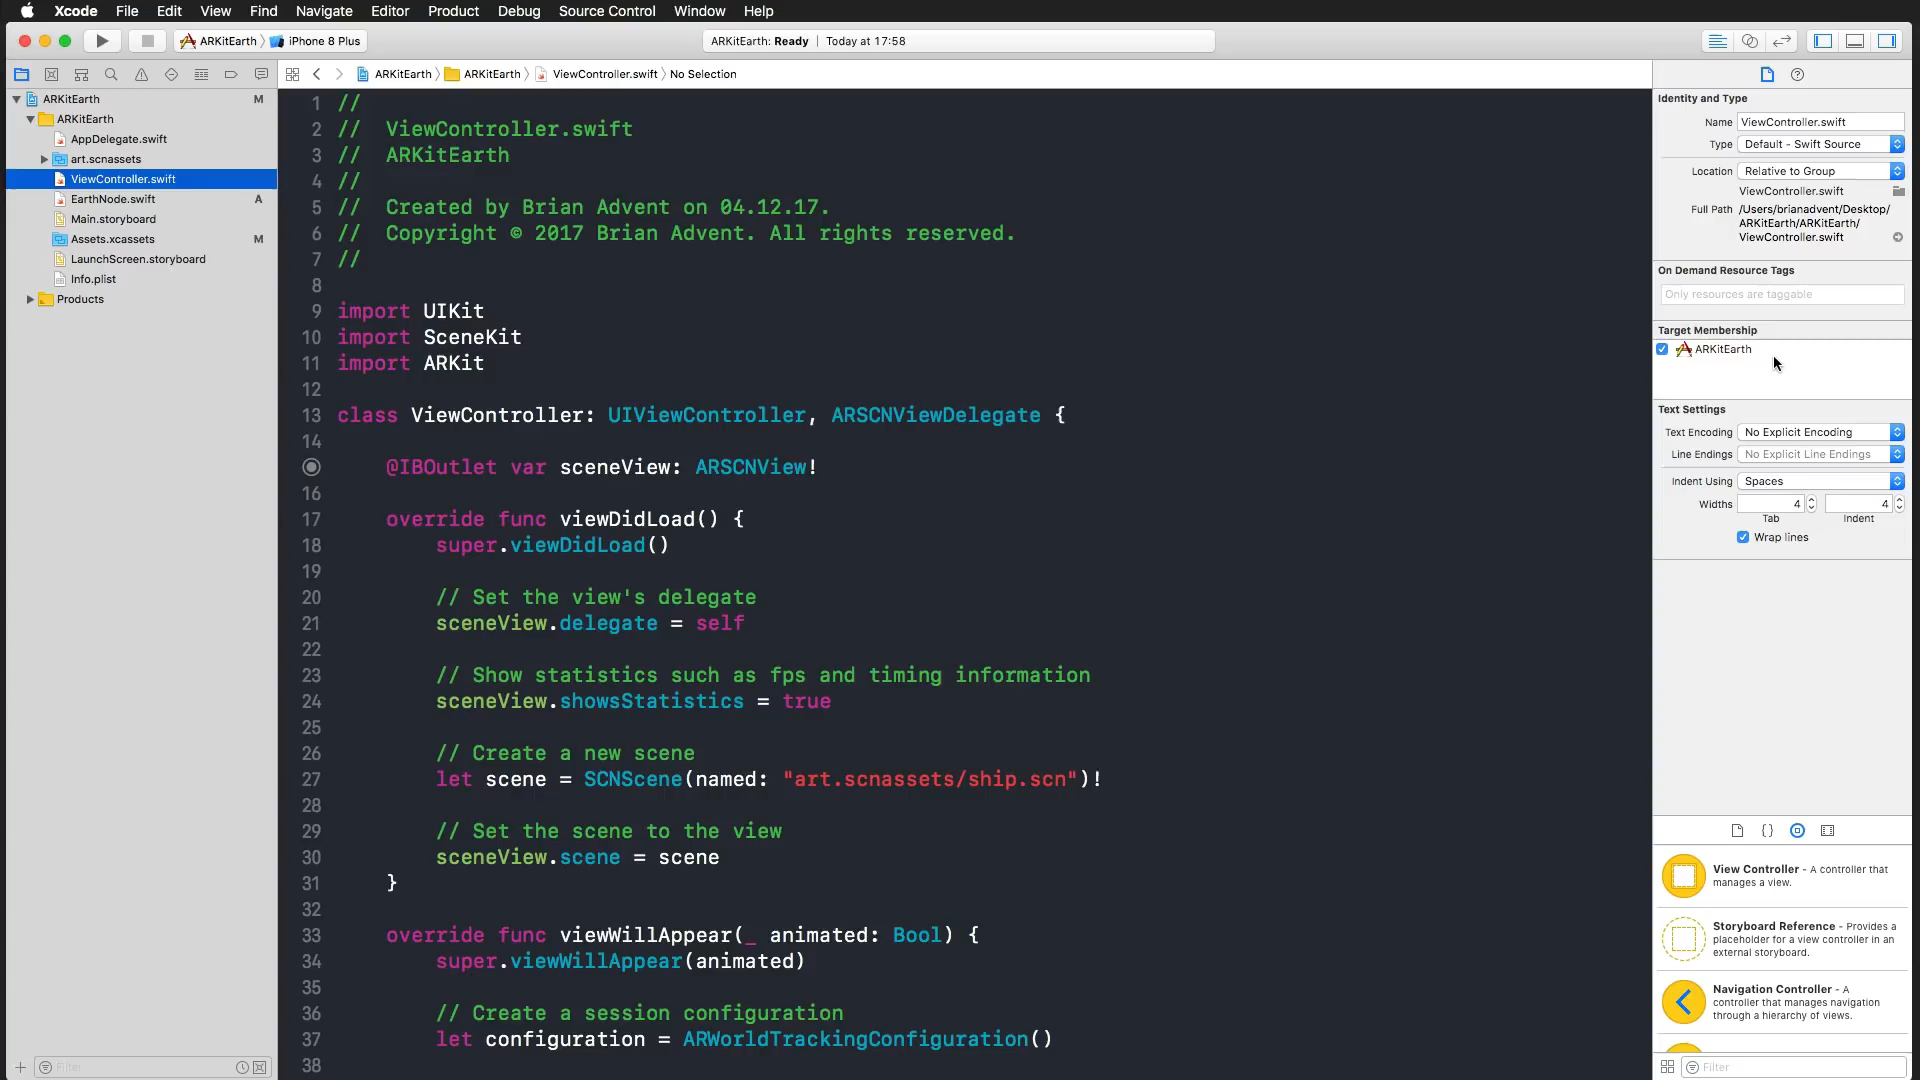 Xcode File Edit View Find Navigate Editor Product Debug Source Control Window Help
ARKitEarth iPhone 8 Plus
ARKitEarth: Ready | Today at 17:58
ARKitEarth ARKitEarth ViewController.swift No Selection
ARKitEarth M
ARKitEarth
AppDelegate.swift
art.scnassets
ViewController.swift
EarthNode.swift A
Main.storyboard
Assets.xcassets M
LaunchScreen.storyboard
Info.plist
Products
Filter
1 //
2 //  ViewController.swift
3 //  ARKitEarth
4 //
5 //  Created by Brian Advent on 04.12.17.
6 //  Copyright © 2017 Brian Advent. All rights reserved.
7 //
8
9 import UIKit
10 import SceneKit
11 import ARKit
12
13 class ViewController: UIViewController, ARSCNViewDelegate {
14
@IBOutlet var sceneView: ARSCNView!
16
17 override func viewDidLoad() {
18 super.viewDidLoad()
19
20 // Set the view's delegate
21 sceneView.delegate = self
22
23 // Show statistics such as fps and timing information
24 sceneView.showsStatistics = true
25
26 // Create a new scene
27 let scene = SCNScene(named: "art.scnassets/ship.scn")!
28
29 // Set the scene to the view
30 sceneView.scene = scene
31 }
32
33 override func viewWillAppear(_ animated: Bool) {
34 super.viewWillAppear(animated)
35
36 // Create a session configuration
37 let configuration = ARWorldTrackingConfiguration()
38
Identity and Type
Name ViewController.swift
Type Default - Swift Source
Location Relative to Group
ViewController.swift
Full Path /Users/brianadvent/Desktop/
ARKitEarth/ARKitEarth/
ViewController.swift
On Demand Resource Tags
Only resources are taggable
Target Membership
ARKitEarth
Text Settings
Text Encoding No Explicit Encoding
Line Endings No Explicit Line Endings
Indent Using Spaces
Widths 4 4
Tab Indent
Wrap lines
View Controller - A controller that
manages a view.
Storyboard Reference - Provides a
placeholder for a view controller in an
external storyboard.
Navigation Controller - A
controller that manages navigation
through a hierarchy of views.
Filter